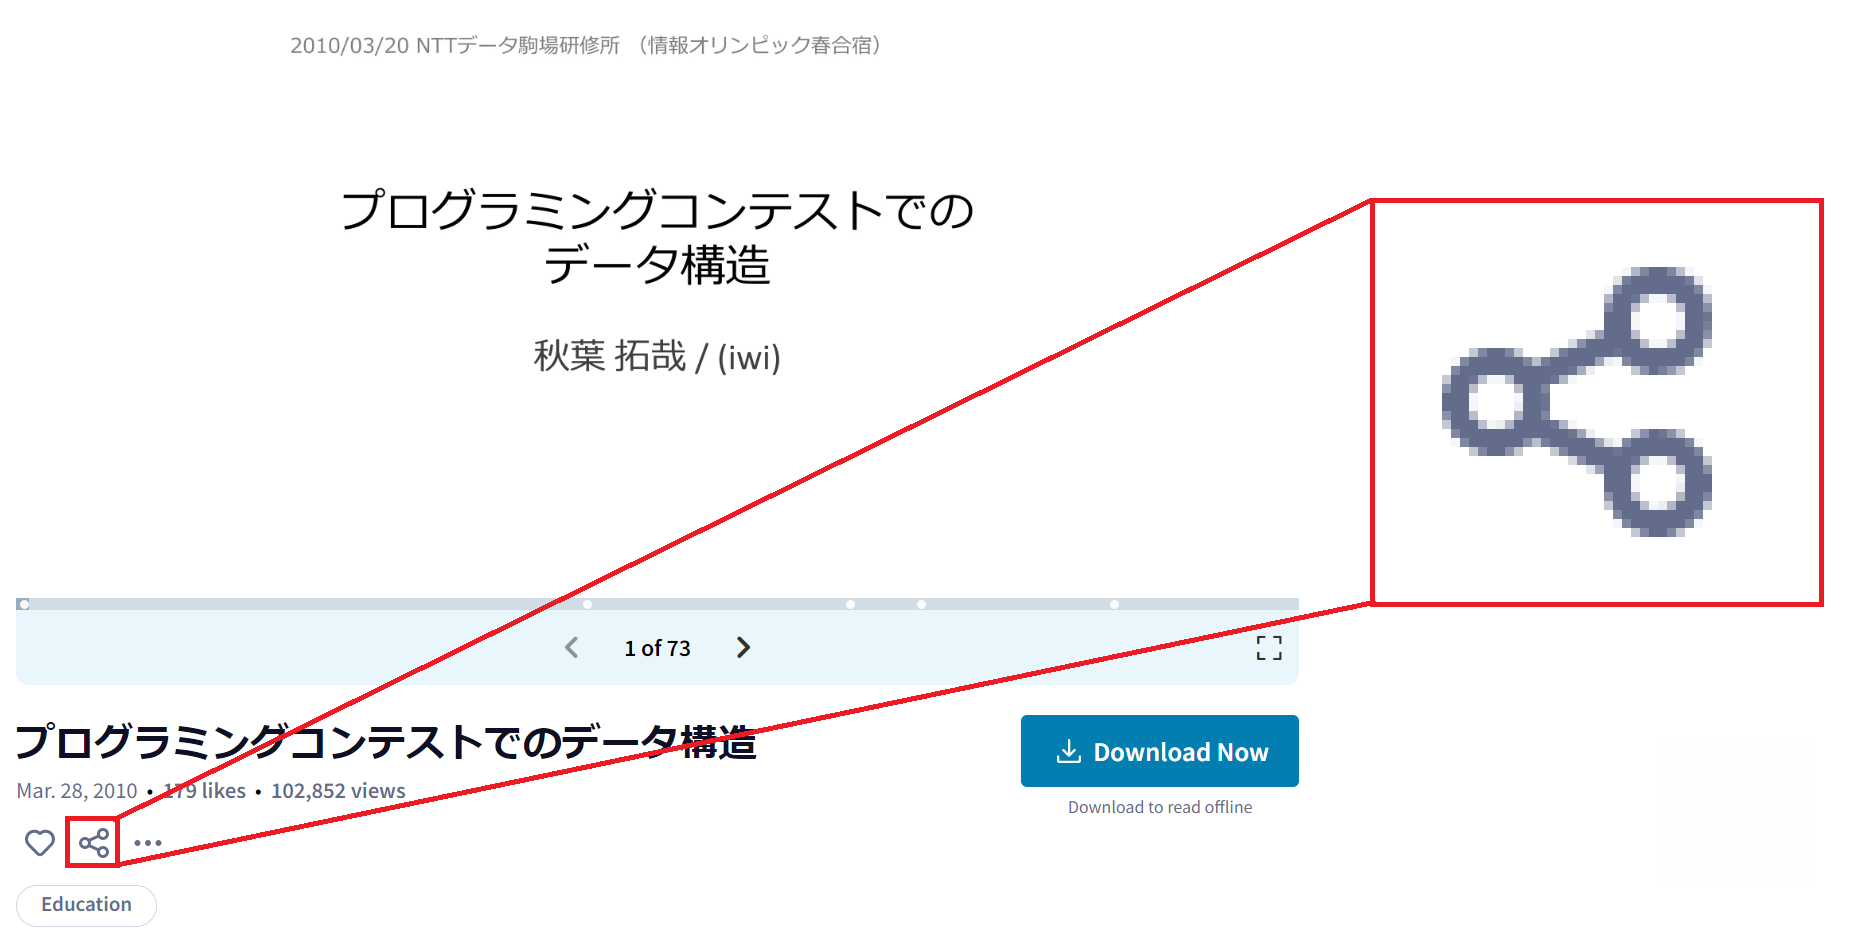 2010/03/20 NTTデータ駒場研修所 （情報オリンピック春合宿）
プログラミングコンテストでの
データ構造
秋葉 拓哉 / (iwi)
1 of 73
プログラミングコンテストでのデータ構造
Mar. 28, 2010 • 179 likes • 102,852 views
Download Now
Download to read offline
Education